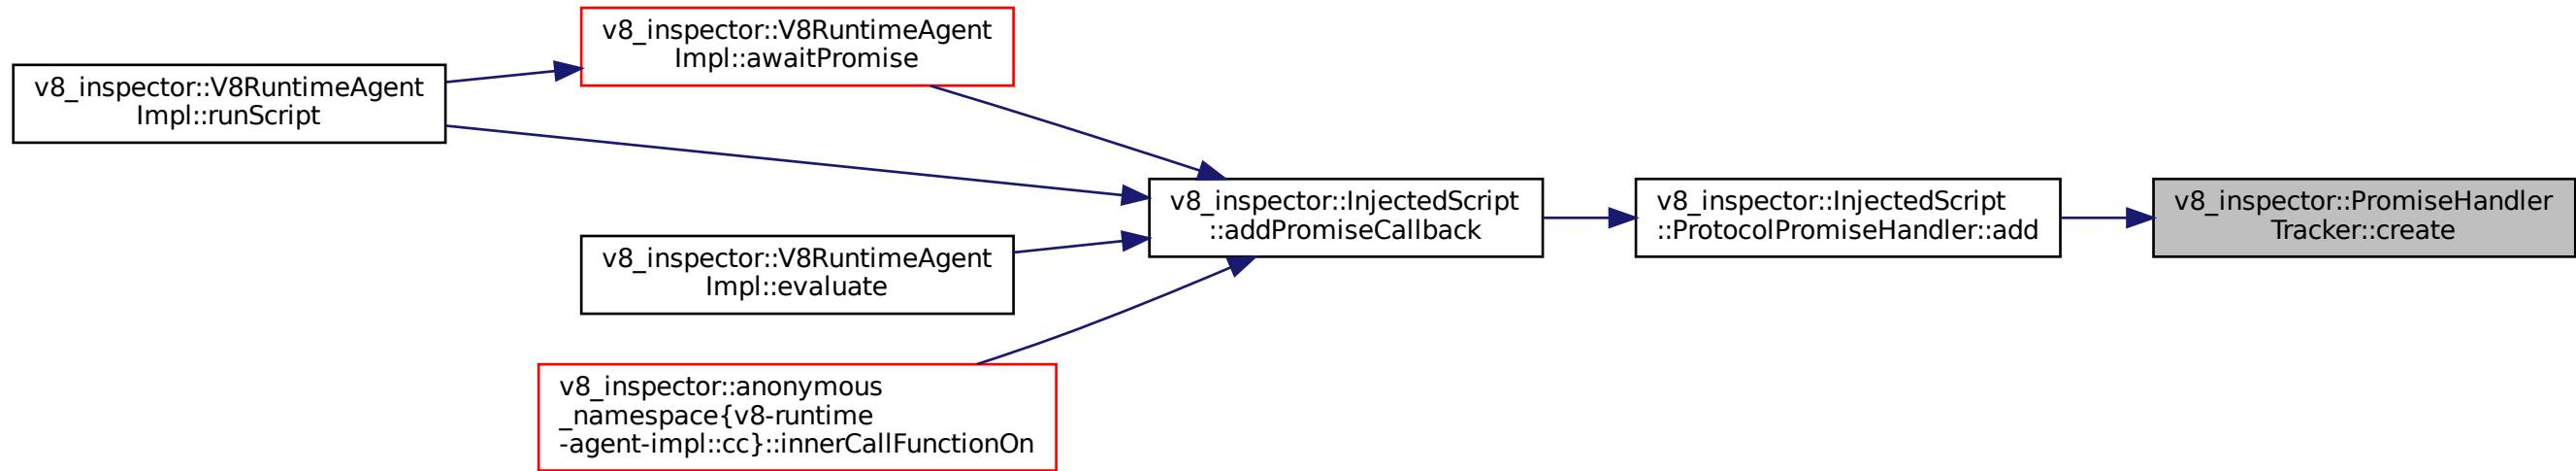 v8_inspector::V8RuntimeAgent
Impl::awaitPromise
v8_inspector::V8RuntimeAgent
Impl::runScript
v8_inspector::InjectedScript
::addPromiseCallback
v8_inspector::InjectedScript
::ProtocolPromiseHandler::add
v8_inspector::PromiseHandler
Tracker::create
v8_inspector::V8RuntimeAgent
Impl::evaluate
v8_inspector::anonymous
_namespace{v8-runtime
-agent-impl::cc}::innerCallFunctionOn